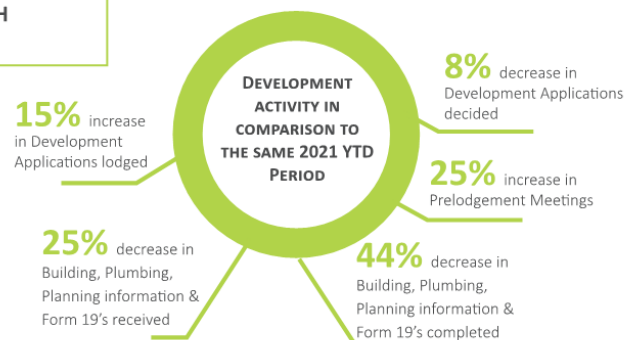 H
DEVELOPMENT
ACTIVITY IN
COMPARISON TO
THE SAME 2021 YTD
PERIOD
15% increase
in Development
Applications lodged
8% decrease in
Development Applications
decided
25% increase in
Prelodgement Meetings
25% decrease in
Building, Plumbing,
Planning information &
Form 19's received
44% decrease in
Building, Plumbing,
Planning information &
Form 19's completed